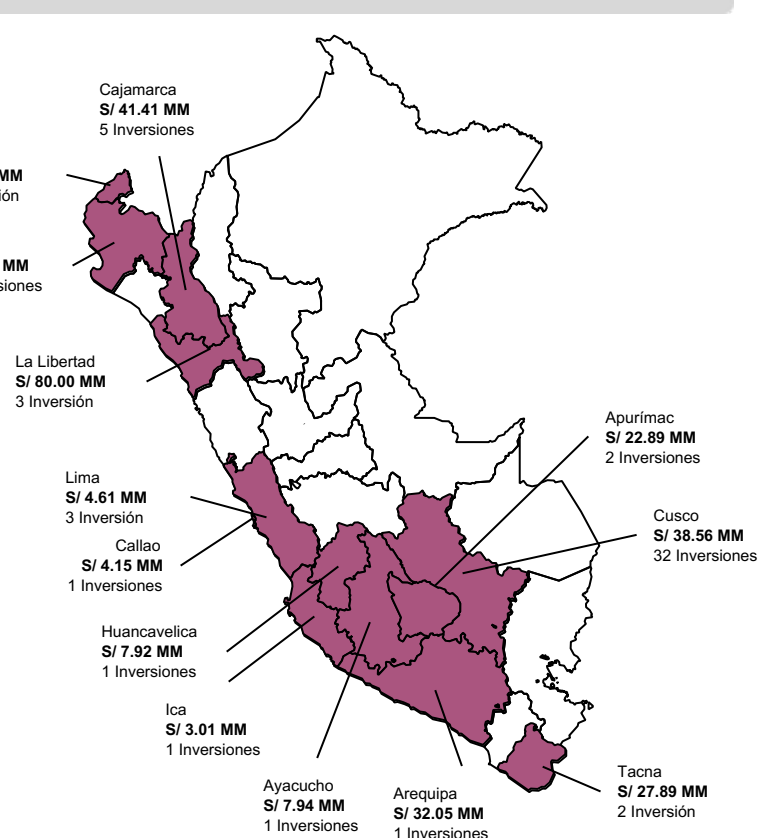 Cajamarca
S/ 41.41 MM
5 Inversiones
MM
MM
La Libertad
S/ 80.00 MM
3 Inversión
Apurímac
S/ 22.89 MM
2 Inversiones
Lima
S/ 4.61 MM
3 Inversión
Cusco
S/ 38.56 MM
32 Inversiones
Callao
S/ 4.15 MM
1 Inversiones
Huancavelica
S/ 7.92 MM
1 Inversiones
Ica
S/ 3.01 MM
1 Inversiones
Ayacucho
S/ 7.94 MM
1 Inversiones
Arequipa
S/ 32.05 MM
1 Inversiones
Tacna
S/ 27.89 MM
2 Inversión